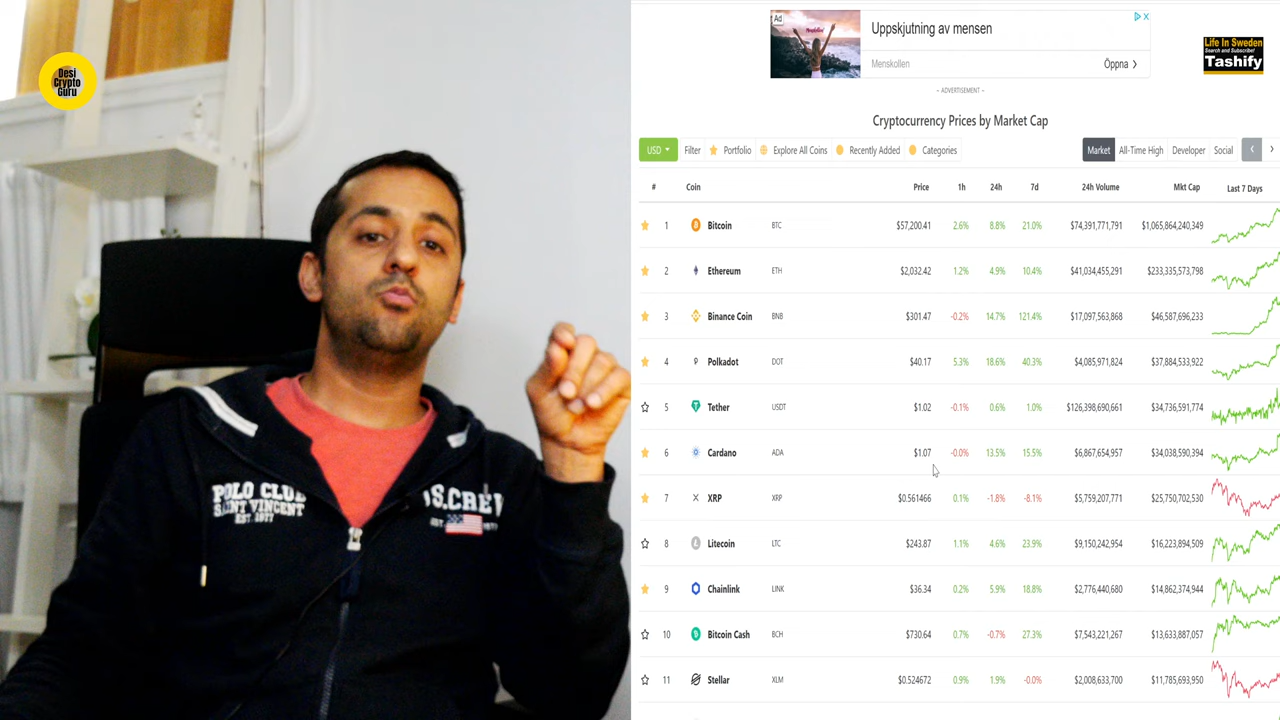 Desi
Crypto
Guru
POLO CLUB
SAINT VINCENT
EST. 1977
Ad
Uppskjutning av mensen
Menskollen
Öppna
– ADVERTISEMENT –
Life In Sweden
Search and Subscribe!
Tashify
Cryptocurrency Prices by Market Cap
USD Filter Portfolio Explore All Coins Recently Added Categories Market All-Time High Developer Social
# Coin Price 1h 24h 7d 24h Volume Mkt Cap Last 7 Days
1 Bitcoin BTC $57,200.41 2.6% 8.8% 21.0% $74,391,771,791 $1,065,864,240,349
2 Ethereum ETH $2,032.42 1.2% 4.9% 10.4% $41,034,455,291 $233,335,573,798
3 Binance Coin BNB $301.47 -0.2% 14.7% 121.4% $17,097,563,868 $46,587,696,233
4 Polkadot DOT $40.17 5.3% 18.6% 40.3% $4,085,971,824 $37,884,533,922
5 Tether USDT $1.02 -0.1% 0.6% 1.0% $126,398,690,661 $34,736,591,774
6 Cardano ADA $1.07 -0.0% 13.5% 15.5% $6,867,654,957 $34,038,590,394
7 XRP XRP $0.561466 0.1% -1.8% -8.1% $5,759,207,771 $25,750,702,530
8 Litecoin LTC $243.87 1.1% 4.6% 23.9% $9,150,242,954 $16,223,894,509
9 Chainlink LINK $36.34 0.2% 5.9% 18.8% $2,776,440,680 $14,862,374,944
10 Bitcoin Cash BCH $730.64 0.7% -0.7% 27.3% $7,543,221,267 $13,633,887,057
11 Stellar XLM $0.524672 0.9% 1.9% -0.0% $2,008,633,700 $11,785,693,950